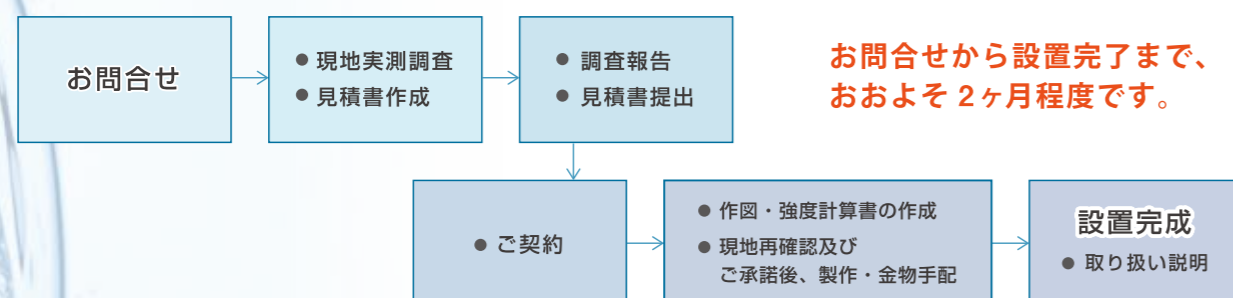 お問合せ
● 現地実測調査
● 見積書作成
● 調査報告
● 見積書提出
お問合せから設置完了まで、
おおよそ 2ヶ月程度です。
● ご契約
● 作図・強度計算書の作成
● 現地再確認及び
ご承諾後、製作・金物手配
設置完成
● 取り扱い説明